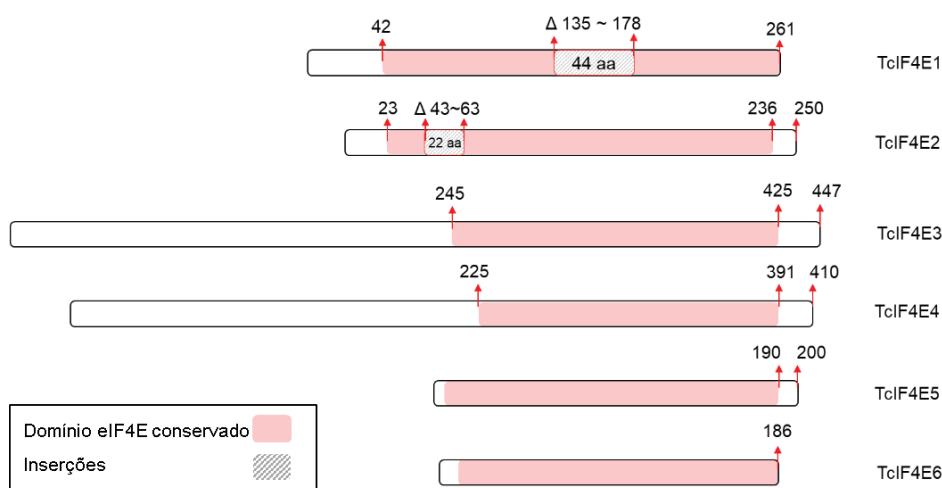 42
Δ 135 ~ 178
261
44 aa
TcIF4E1
23
Δ 43~63
236
250
22 aa
TcIF4E2
245
425
447
TcIF4E3
225
391
410
TcIF4E4
190
200
TcIF4E5
186
TcIF4E6
Domínio eIF4E conservado
Inserções